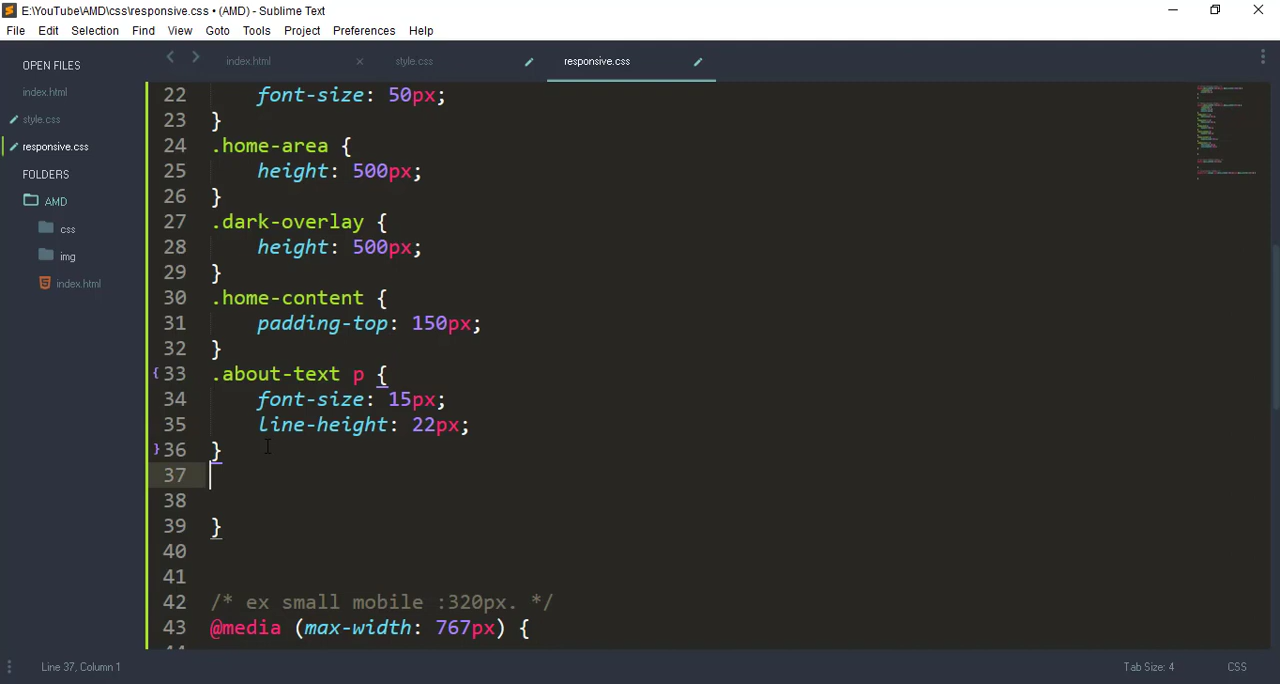 E:\YouTube\AMD\css\responsive.css • (AMD) - Sublime Text
File Edit Selection Find View Goto Tools Project Preferences Help
OPEN FILES
index.html
style.css
responsive.css
FOLDERS
AMD
css
img
index.html
index.html style.css responsive.css
22 font-size: 50px;
23 }
24 .home-area {
25 height: 500px;
26 }
27 .dark-overlay {
28 height: 500px;
29 }
30 .home-content {
31 padding-top: 150px;
32 }
33 .about-text p {
34 font-size: 15px;
35 line-height: 22px;
36 }
37
38
39 }
40
41
42 /* ex small mobile :320px. */
43 @media (max-width: 767px) {
Line 37, Column 1 Tab Size: 4 CSS